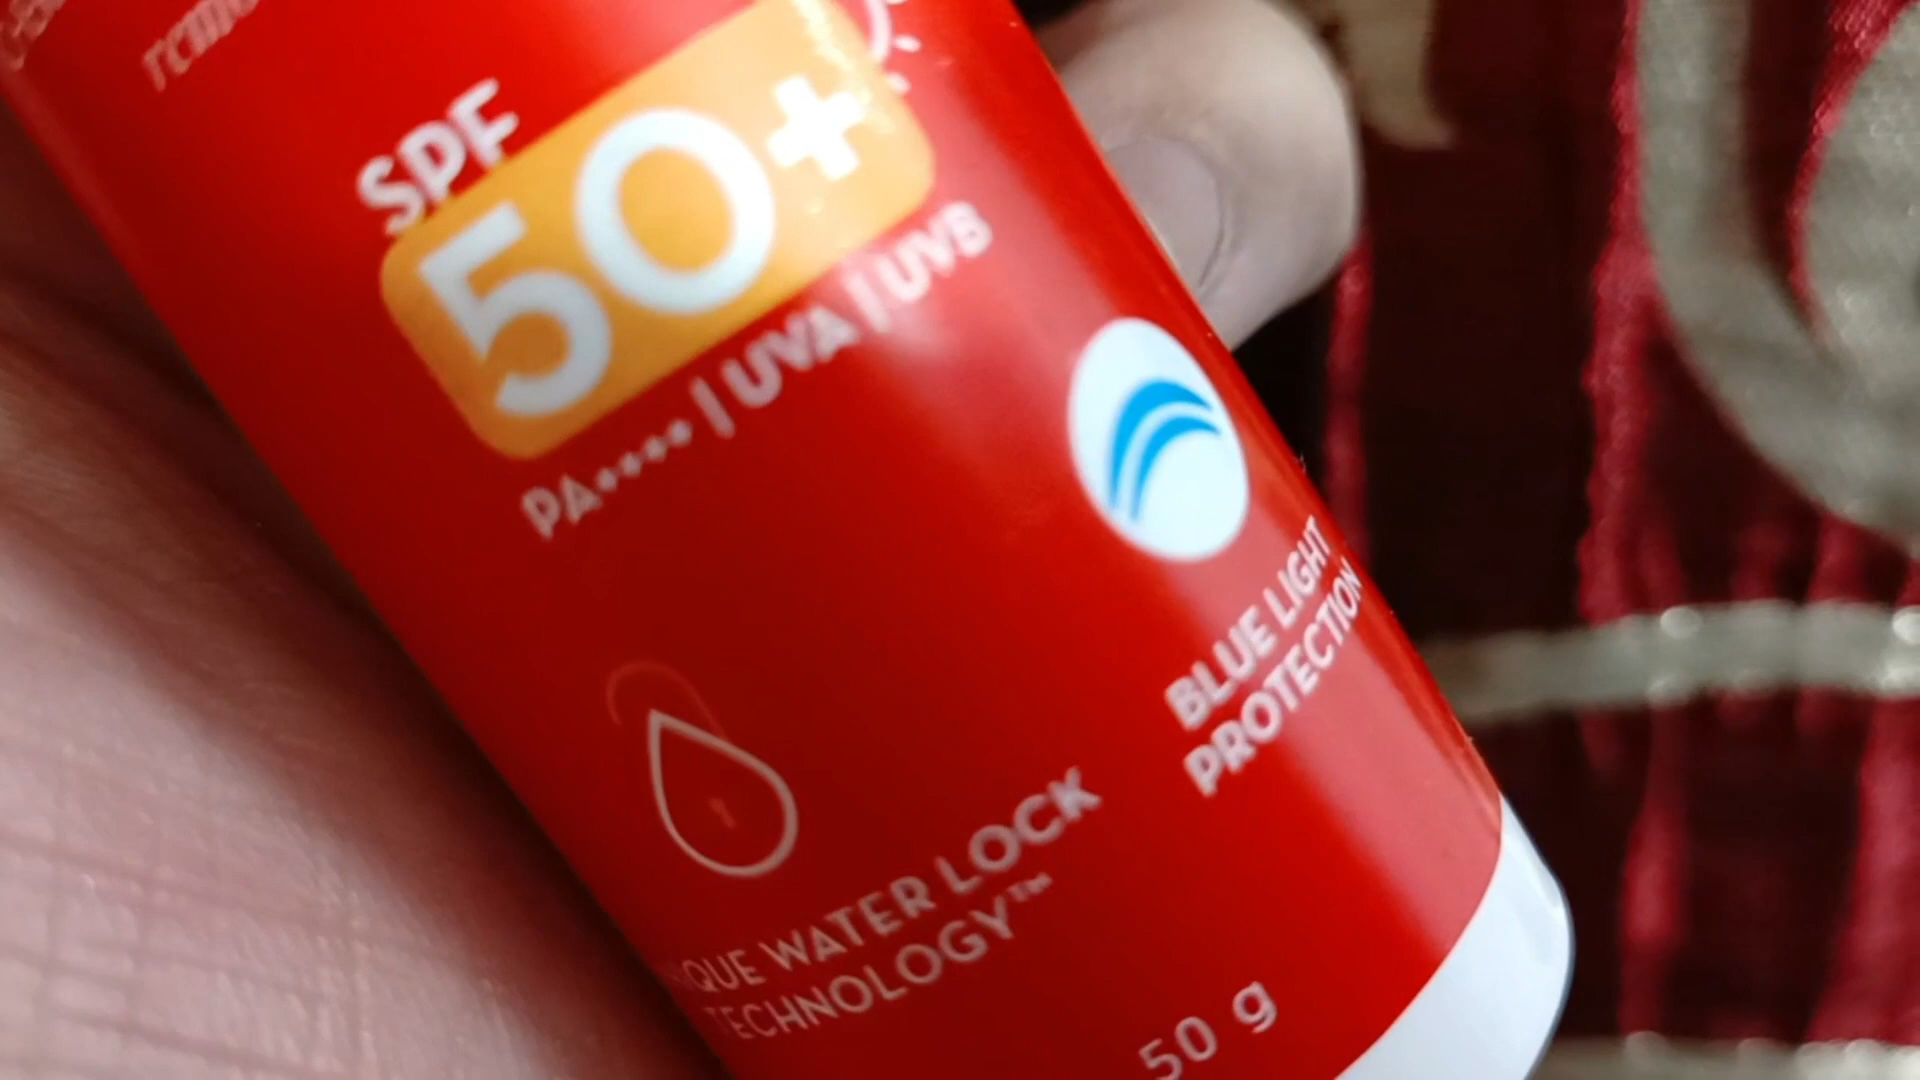 SPF
50+
PA++++ | UVA | UVB
BLUE LIGHT
PROTECTION
WATER LOCK
TECHNOLOGY™
50 g